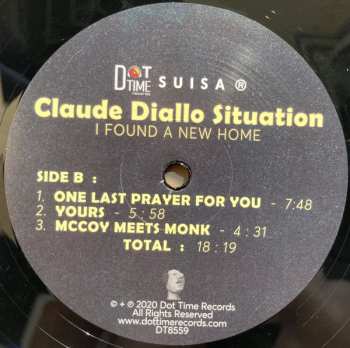 DOT
TIME
SUISA ®
Claude Diallo Situation
I FOUND A NEW HOME
SIDE B :
1. ONE LAST PRAYER FOR YOU - 7:48
2. YOURS - 5:58
3. MCCOY MEETS MONK - 4:31
TOTAL : 18:19
© + ℗ 2020 Dot Time Records
All Rights Reserved
www.dottimerecords.com
DT8559